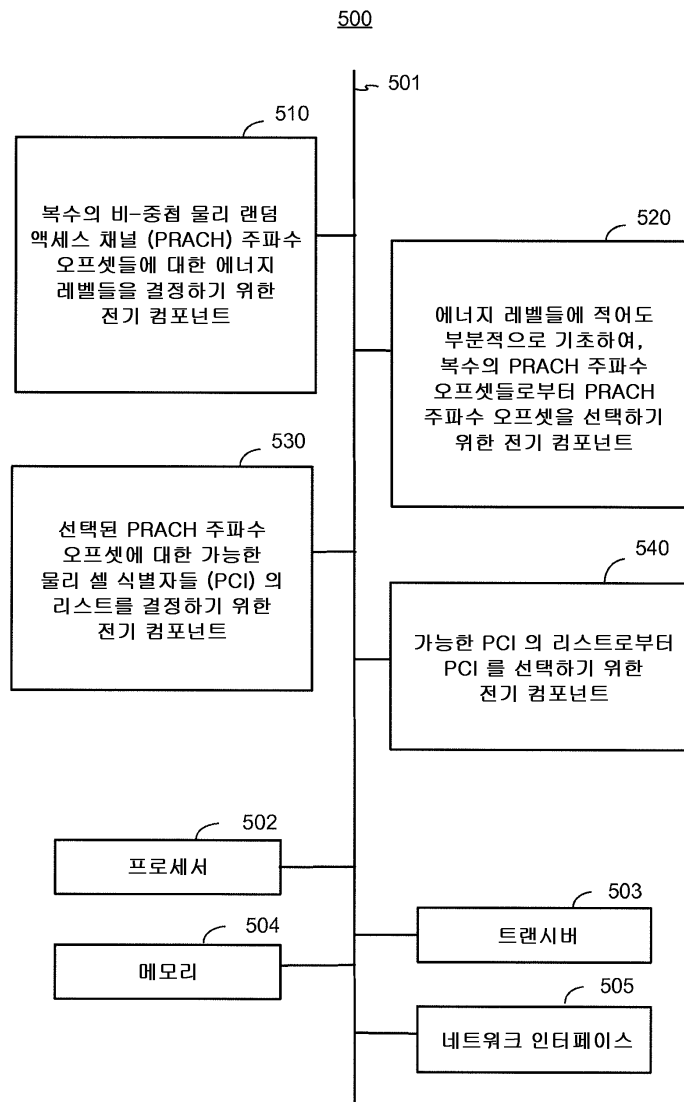 500
501
510
복수의 비-중첩 물리 랜덤
액세스 채널 (PRACH) 주파수
오프셋들에 대한 에너지
레벨들을 결정하기 위한
전기 컴포넌트
520
에너지 레벨들에 적어도
부분적으로 기초하여,
복수의 PRACH 주파수
오프셋들로부터 PRACH
주파수 오프셋을 선택하기
위한 전기 컴포넌트
530
선택된 PRACH 주파수
오프셋에 대한 가능한
물리 셀 식별자들 (PCI) 의
리스트를 결정하기 위한
전기 컴포넌트
540
가능한 PCI 의 리스트로부터
PCI 를 선택하기 위한
전기 컴포넌트
502
프로세서
503
트랜시버
504
메모리
505
네트워크 인터페이스